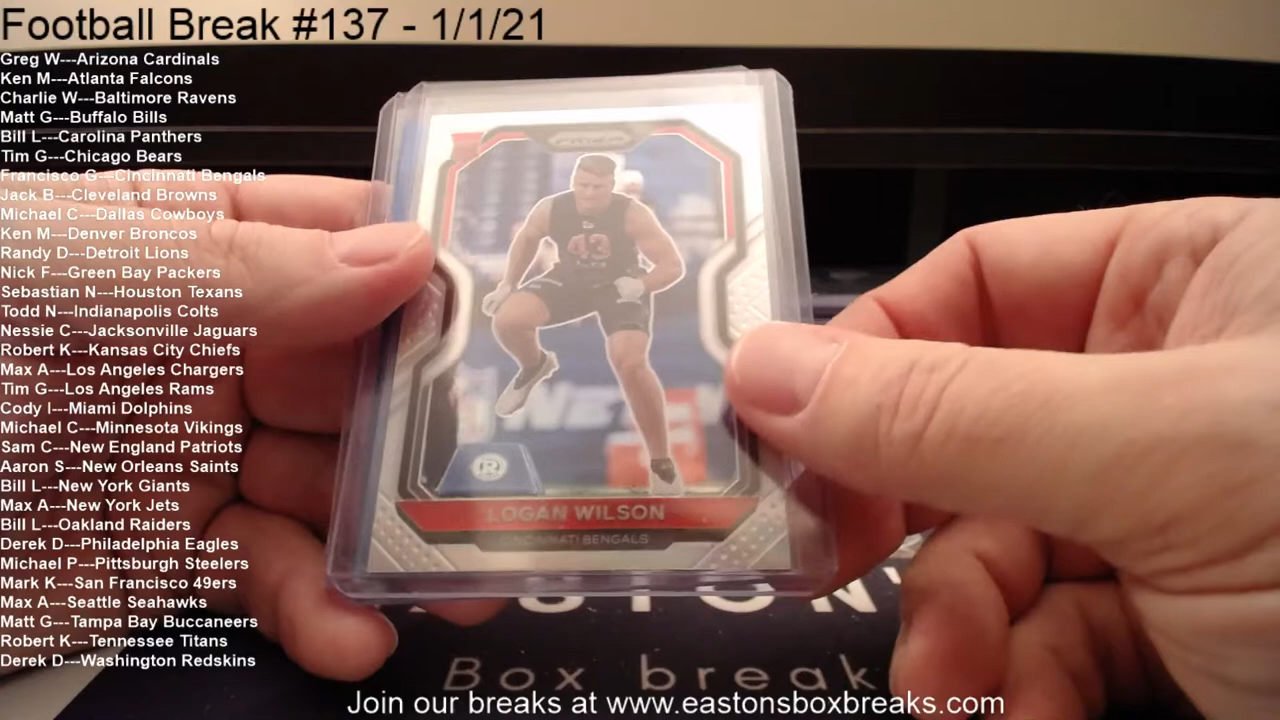 Football Break #137 - 1/1/21
Greg W---Arizona Cardinals
Ken M---Atlanta Falcons
Charlie W---Baltimore Ravens
Matt G---Buffalo Bills
Bill L---Carolina Panthers
Tim G---Chicago Bears
Francisco G---Cincinnati Bengals
Jack B---Cleveland Browns
Michael C---Dallas Cowboys
Ken M---Denver Broncos
Randy D---Detroit Lions
Nick F---Green Bay Packers
Sebastian N---Houston Texans
Todd N---Indianapolis Colts
Nessie C---Jacksonville Jaguars
Robert K---Kansas City Chiefs
Max A---Los Angeles Chargers
Tim G---Los Angeles Rams
Cody I---Miami Dolphins
Michael C---Minnesota Vikings
Sam C---New England Patriots
Aaron S---New Orleans Saints
Bill L---New York Giants
Max A---New York Jets
Bill L---Oakland Raiders
Derek D---Philadelphia Eagles
Michael P---Pittsburgh Steelers
Mark K---San Francisco 49ers
Max A---Seattle Seahawks
Matt G---Tampa Bay Buccaneers
Robert K---Tennessee Titans
Derek D---Washington Redskins
PRIZM
43
R
LOGAN WILSON
CINCINNATI BENGALS
Box break
Join our breaks at www.eastonsboxbreaks.com